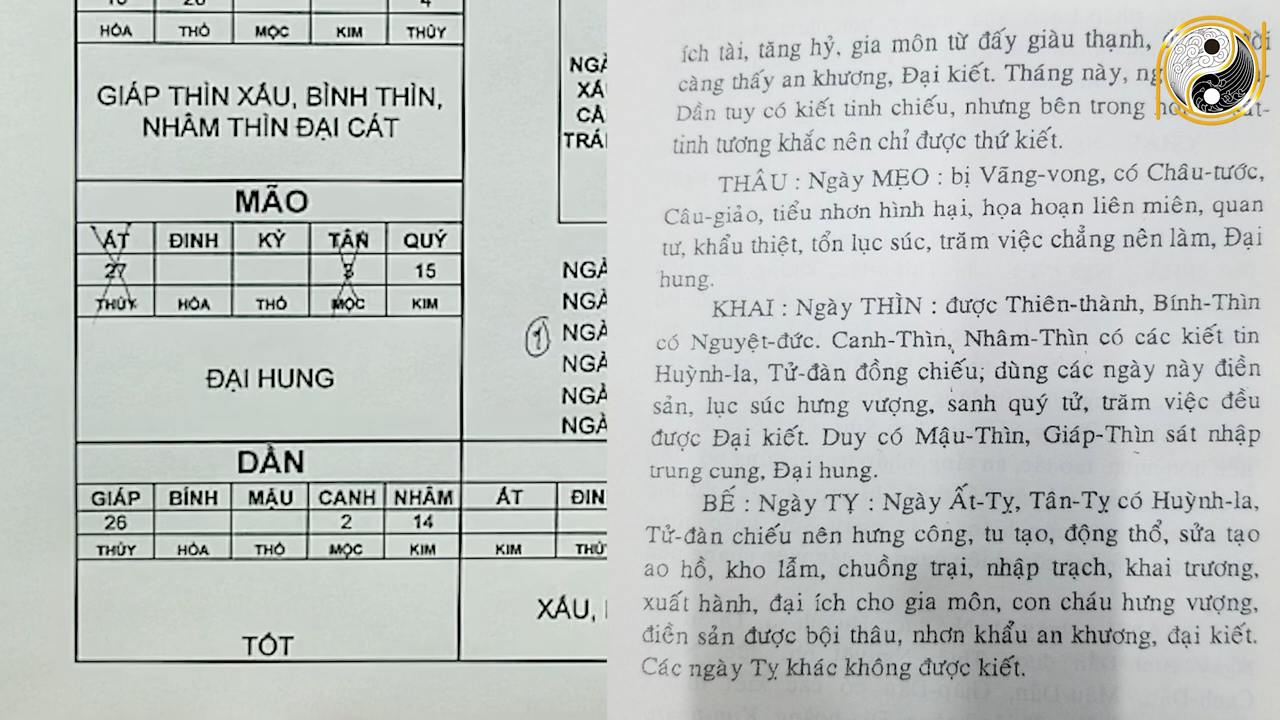 HỎA THỔ MỘC KIM THỦY
GIÁP THÌN XẤU, BÌNH THÌN,
NHÂM THÌN ĐẠI CÁT
MÃO
ẤT ĐINH KỶ TÂN QUÝ
27 3 15
THỦY HỎA THỔ MỘC KIM
ĐẠI HUNG
DẦN
GIÁP BÍNH MẬU CANH NHÂM ẤT
26 2 14
THỦY HỎA THỔ MỘC KIM KIM
TỐT
XẤU,
1
ích tài, tăng hỷ, gia môn từ đấy giàu thạnh,
càng thấy an khương, Đại kiết. Tháng này,
Dần tuy có kiết tinh chiếu, nhưng bên trong
tinh tương khắc nên chỉ được thứ kiết.
THÂU : Ngày MẸO : bị Vãng-vong, có Châu-tước,
Câu-giảo, tiểu nhơn hình hại, họa hoạn liên miên, quan
tư, khẩu thiệt, tổn lục súc, trăm việc chẳng nên làm, Đại
hung.
KHAI : Ngày THÌN : được Thiên-thành, Bính-Thìn
có Nguyệt-đức. Canh-Thìn, Nhâm-Thìn có các kiết tin
Huỳnh-la, Tử-đàn đồng chiếu; dùng các ngày này điền
sản, lục súc hưng vượng, sanh quý tử, trăm việc đều
được Đại kiết. Duy có Mậu-Thìn, Giáp-Thìn sát nhập
trung cung, Đại hung.
BẾ : Ngày TỴ : Ngày Ất-Tỵ, Tân-Tỵ có Huỳnh-la,
Tử-đàn chiếu nên hưng công, tu tạo, động thổ, sửa tạo
ao hồ, kho lẫm, chuồng trại, nhập trạch, khai trương,
xuất hành, đại ích cho gia môn, con cháu hưng vượng,
điền sản được bội thâu, nhơn khẩu an khương, đại kiết.
Các ngày Tỵ khác không được kiết.